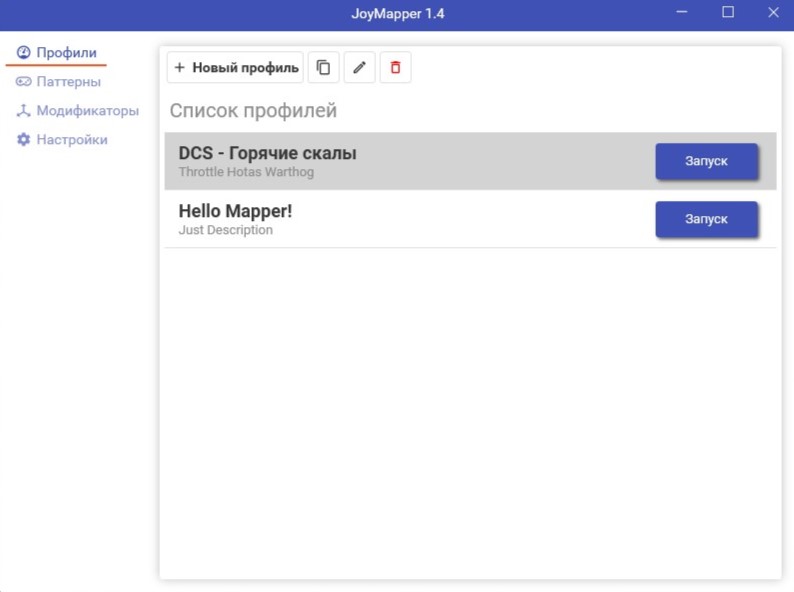 JoyMapper 1.4
Профили
Паттерны
Модификаторы
Настройки
+ Новый профиль
Список профилей
DCS - Горячие скалы
Throttle Hotas Warthog
Запуск
Hello Mapper!
Just Description
Запуск